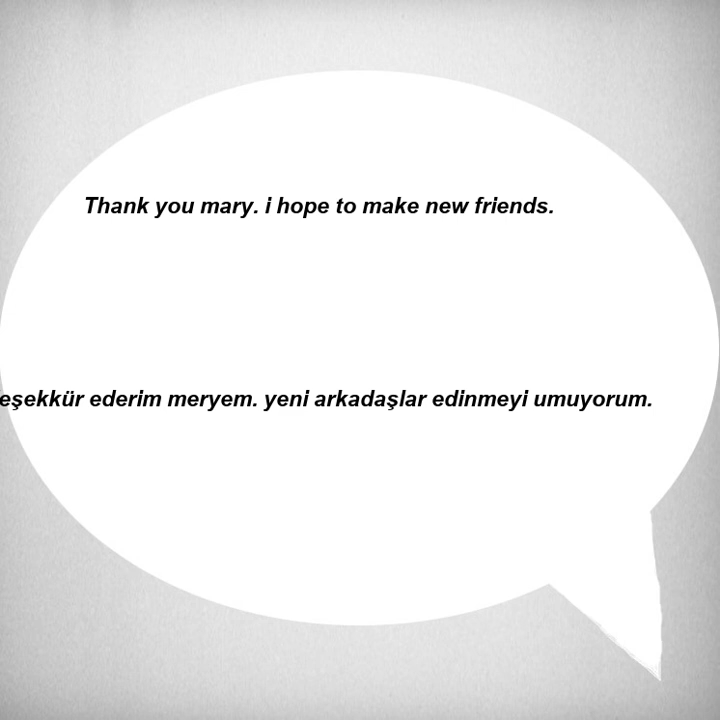 Thank you mary. i hope to make new friends.
eşekkür ederim meryem. yeni arkadaşlar edinmeyi umuyorum.